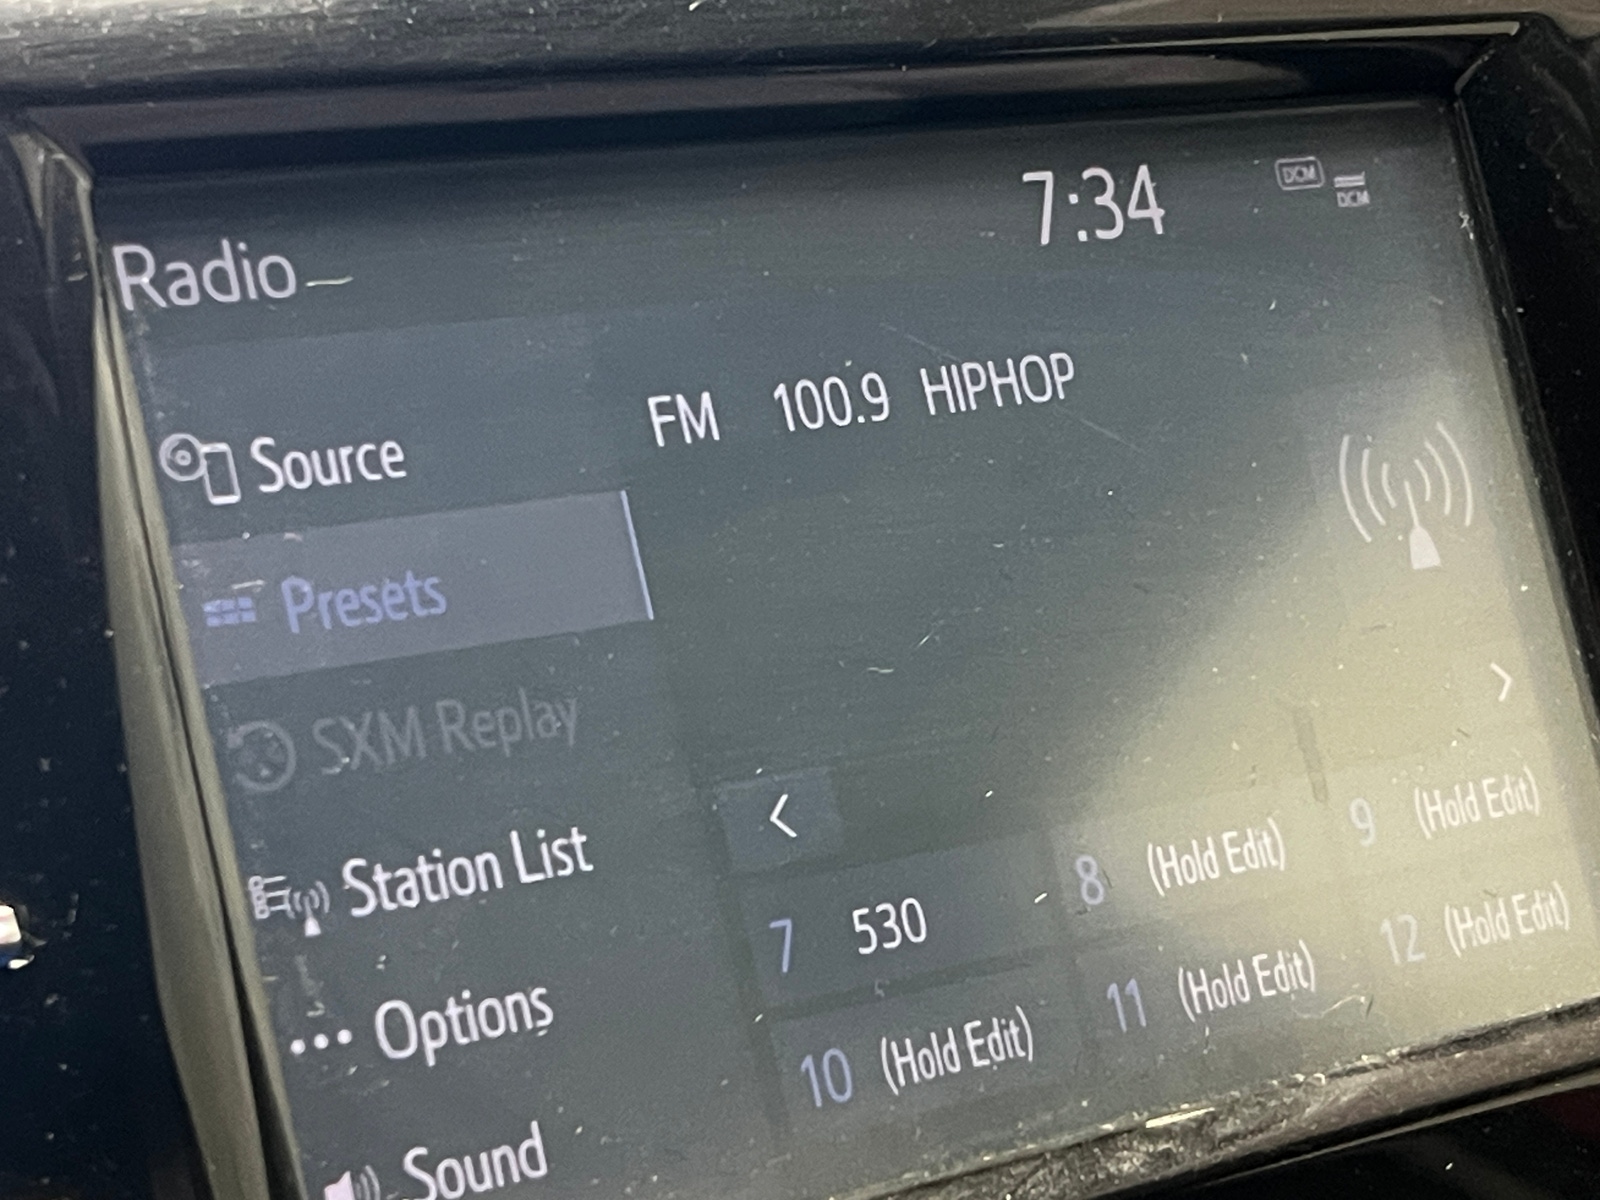 7:34
DCM
DCM
Radio
FM 100.9 HIPHOP
Source
Presets
SXM Replay
Station List
Options
Sound
<
>
7 530
8 (Hold Edit)
9 (Hold Edit)
10 (Hold Edit)
11 (Hold Edit)
12 (Hold Edit)